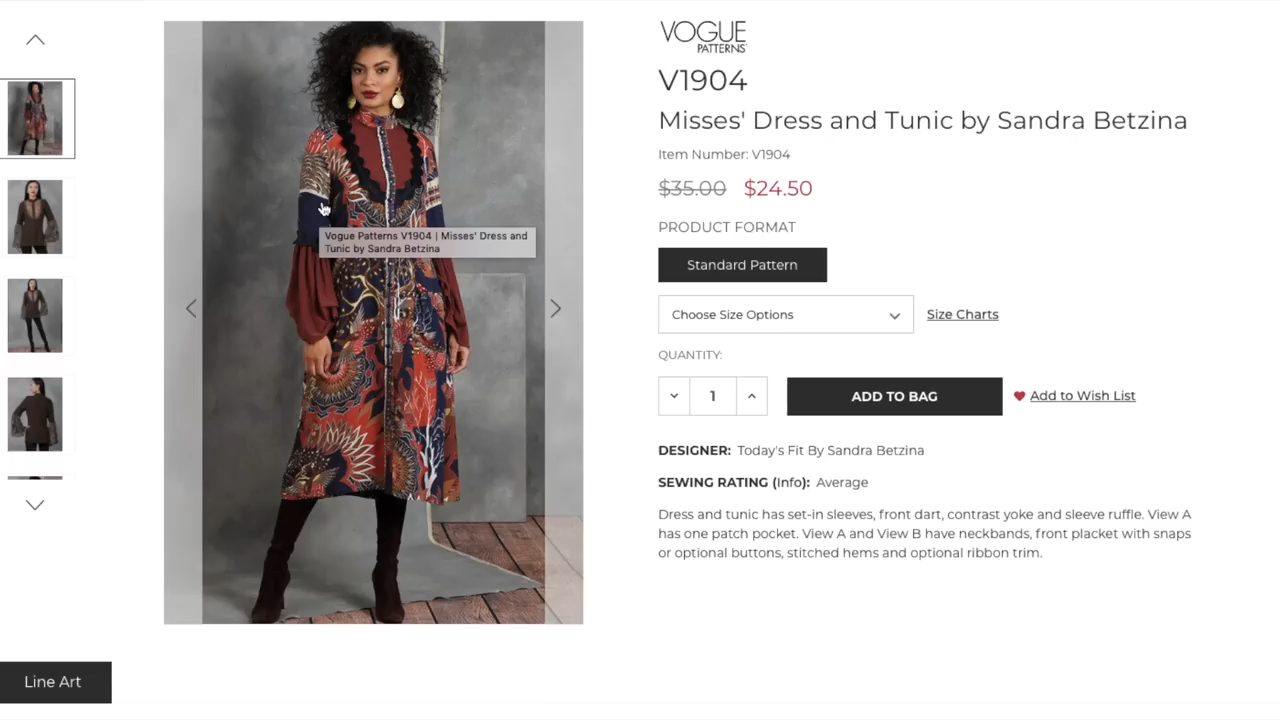 VOGUE
PATTERNS
V1904
Misses' Dress and Tunic by Sandra Betzina
Item Number: V1904
$35.00 $24.50
PRODUCT FORMAT
Standard Pattern
Choose Size Options
Size Charts
QUANTITY:
1
ADD TO BAG
Add to Wish List
DESIGNER: Today's Fit By Sandra Betzina
SEWING RATING (Info): Average
Dress and tunic has set-in sleeves, front dart, contrast yoke and sleeve ruffle. View A
has one patch pocket. View A and View B have neckbands, front placket with snaps
or optional buttons, stitched hems and optional ribbon trim.
Vogue Patterns V1904 | Misses' Dress and
Tunic by Sandra Betzina
Line Art